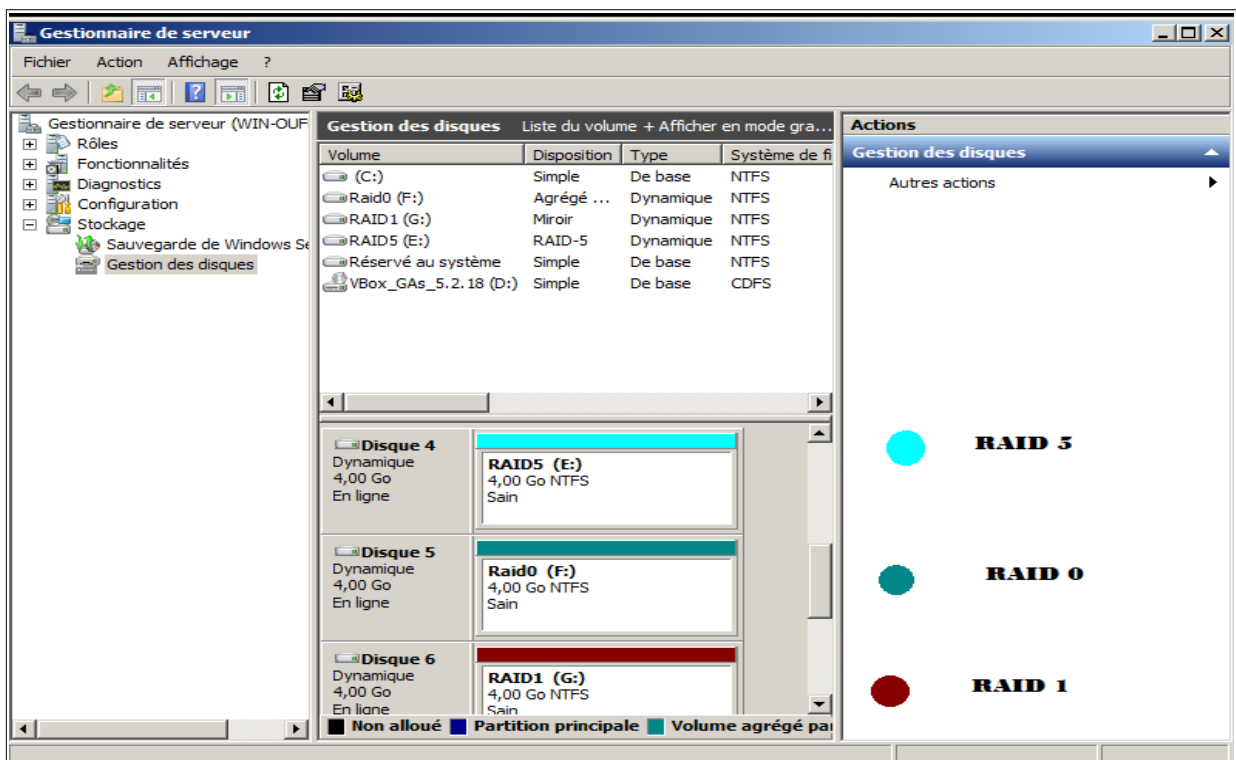 Gestionnaire de serveur
Fichier Action Affichage ?
Gestionnaire de serveur (WIN-OUF
Rôles
Fonctionnalités
Diagnostics
Configuration
Stockage
Sauvegarde de Windows Se
Gestion des disques
Gestion des disques Liste du volume + Afficher en mode gra...
Volume Disposition Type Système de fi
(C:) Simple De base NTFS
Raid0 (F:) Agrégé ... Dynamique NTFS
RAID1 (G:) Miroir Dynamique NTFS
RAID5 (E:) RAID-5 Dynamique NTFS
Réservé au système Simple De base NTFS
VBox_GAs_5.2.18 (D:) Simple De base CDFS
Disque 4
Dynamique
4,00 Go
En ligne
RAID5 (E:)
4,00 Go NTFS
Sain
Disque 5
Dynamique
4,00 Go
En ligne
Raid0 (F:)
4,00 Go NTFS
Sain
Disque 6
Dynamique
4,00 Go
En ligne
RAID1 (G:)
4,00 Go NTFS
Sain
Non alloué Partition principale Volume agrégé par
Actions
Gestion des disques
Autres actions
RAID 5
RAID 0
RAID 1